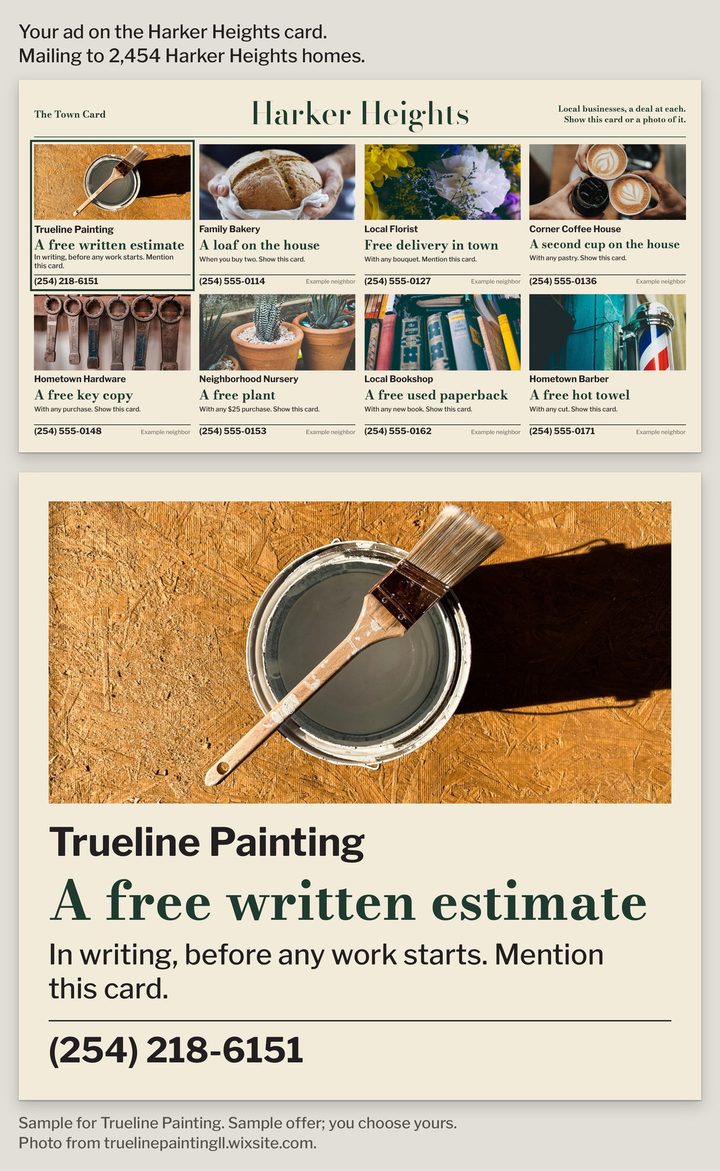 Your ad on the Harker Heights card.
Mailing to 2,454 Harker Heights homes.
The Town Card
Harker Heights
Local businesses, a deal at each.
Show this card or a photo of it.
Trueline Painting
A free written estimate
In writing, before any work starts. Mention
this card.
(254) 218-6151
Family Bakery
A loaf on the house
When you buy two. Show this card.
(254) 555-0114
Example neighbor
Local Florist
Free delivery in town
With any bouquet. Mention this card.
(254) 555-0127
Example neighbor
Corner Coffee House
A second cup on the house
With any pastry. Show this card.
(254) 555-0136
Example neighbor
Hometown Hardware
A free key copy
With any purchase. Show this card.
(254) 555-0148
Example neighbor
Neighborhood Nursery
A free plant
With any $25 purchase. Show this card.
(254) 555-0153
Example neighbor
Local Bookshop
A free used paperback
With any new book. Show this card.
(254) 555-0162
Example neighbor
Hometown Barber
A free hot towel
With any cut. Show this card.
(254) 555-0171
Example neighbor
Trueline Painting
A free written estimate
In writing, before any work starts. Mention
this card.
(254) 218-6151
Sample for Trueline Painting. Sample offer; you choose yours.
Photo from truelinepaintingll.wixsite.com.